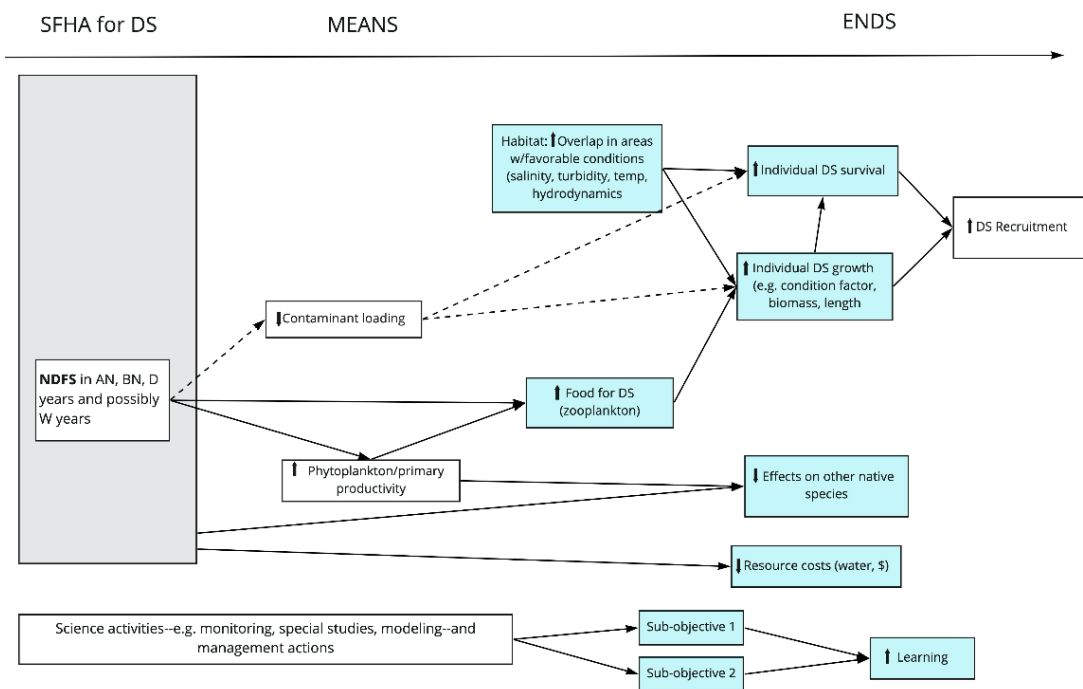 SFHA for DS
MEANS
ENDS
Habitat: ⬆Overlap in areas
w/favorable conditions
(salinity, turbidity, temp,
hydrodynamics
⬆Individual DS survival
⬆ DS Recruitment
⬆ Individual DS growth
(e.g. condition factor,
biomass, length
⬇Contaminant loading
NDFS in AN, BN, D
years and possibly
W years
⬆ Food for DS
(zooplankton)
⬆ Phytoplankton/primary
productivity
⬇ Effects on other native
species
⬇ Resource costs (water, $)
Science activities--e.g. monitoring, special studies, modeling--and
management actions
Sub-objective 1
Sub-objective 2
⬆ Learning